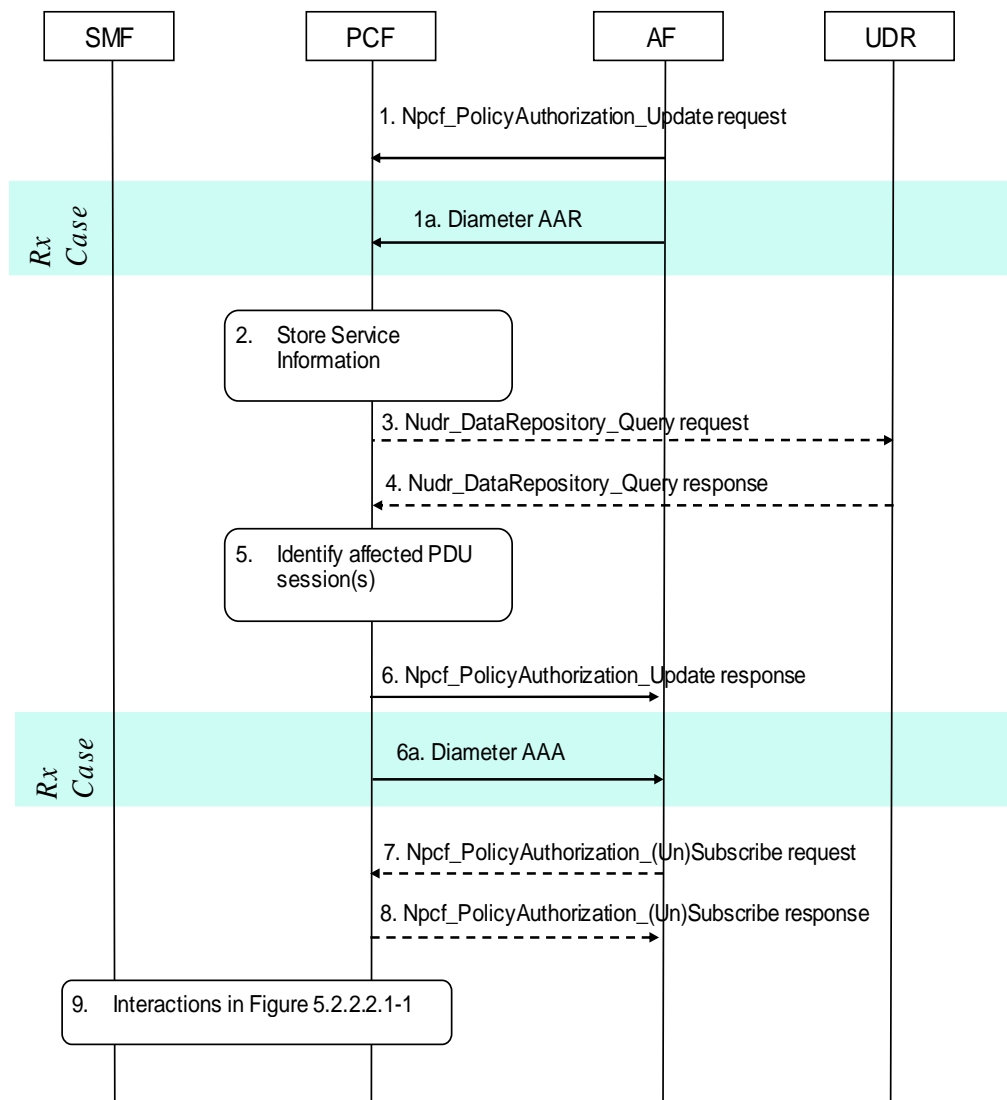 SMF
PCF
AF
UDR
1. Npcf_PolicyAuthorization_Update request
Rx
Case
1a. Diameter AAR
2. Store Service
Information
3. Nudr_DataRepository_Query request
4. Nudr_DataRepository_Query response
5. Identify affected PDU
session(s)
6. Npcf_PolicyAuthorization_Update response
Rx
Case
6a. Diameter AAA
7. Npcf_PolicyAuthorization_(Un)Subscribe request
8. Npcf_PolicyAuthorization_(Un)Subscribe response
9. Interactions in Figure 5.2.2.2.1-1